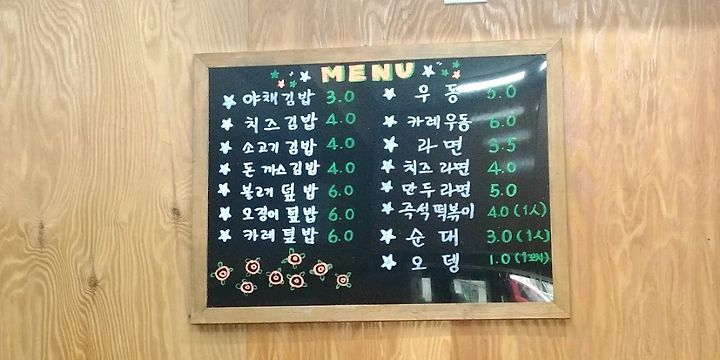 MENU
야채김밥 3.0
치즈김밥 4.0
소고기김밥 4.0
돈까스김밥 4.0
불고기덮밥 6.0
오징어덮밥 6.0
카레덮밥 6.0
우동 5.0
카레우동 6.0
라면 3.5
치즈라면 4.0
만두라면 5.0
즉석떡볶이 4.0 (1人)
순대 3.0 (1人)
오뎅 1.0 (1꼬치)